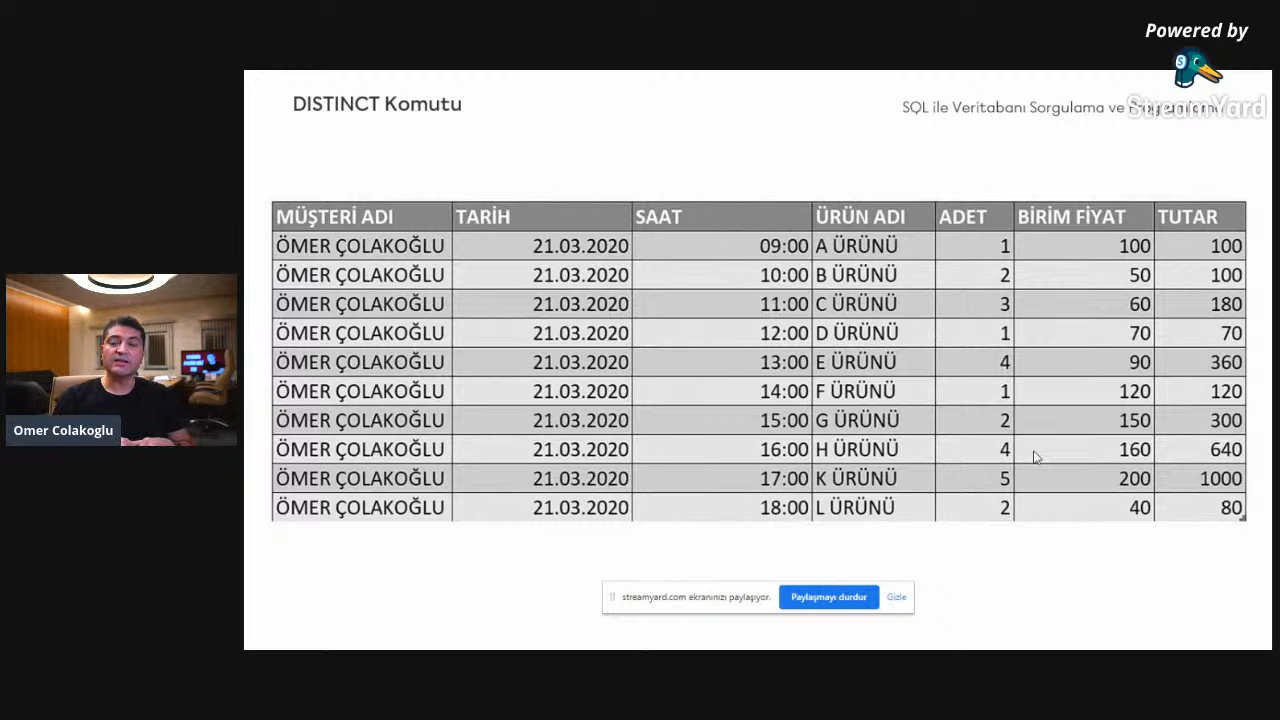 Powered by
StreamYard
DISTINCT Komutu
SQL ile Veritabanı Sorgulama ve Programlama
MÜŞTERİ ADI TARİH SAAT ÜRÜN ADI ADET BİRİM FİYAT TUTAR
ÖMER ÇOLAKOĞLU 21.03.2020 09:00 A ÜRÜNÜ 1 100 100
ÖMER ÇOLAKOĞLU 21.03.2020 10:00 B ÜRÜNÜ 2 50 100
ÖMER ÇOLAKOĞLU 21.03.2020 11:00 C ÜRÜNÜ 3 60 180
ÖMER ÇOLAKOĞLU 21.03.2020 12:00 D ÜRÜNÜ 1 70 70
ÖMER ÇOLAKOĞLU 21.03.2020 13:00 E ÜRÜNÜ 4 90 360
ÖMER ÇOLAKOĞLU 21.03.2020 14:00 F ÜRÜNÜ 1 120 120
ÖMER ÇOLAKOĞLU 21.03.2020 15:00 G ÜRÜNÜ 2 150 300
ÖMER ÇOLAKOĞLU 21.03.2020 16:00 H ÜRÜNÜ 4 160 640
ÖMER ÇOLAKOĞLU 21.03.2020 17:00 K ÜRÜNÜ 5 200 1000
ÖMER ÇOLAKOĞLU 21.03.2020 18:00 L ÜRÜNÜ 2 40 80
Omer Colakoglu
streamyard.com ekranınızı paylaşıyor. Paylaşmayı durdur Gizle